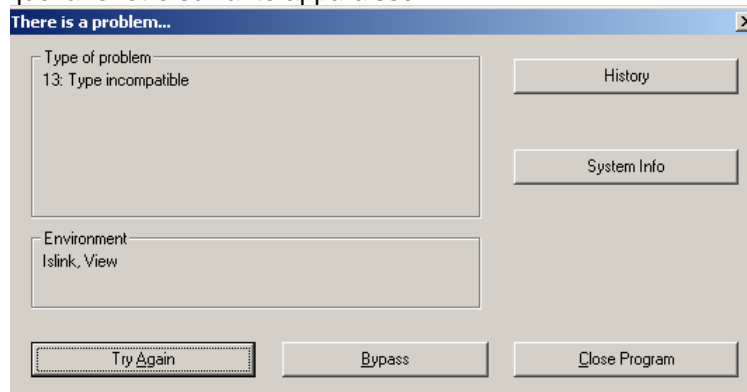 There is a problem...
Type of problem
13: Type incompatible
History
System Info
Environment
Islink, View
Try Again
Bypass
Close Program